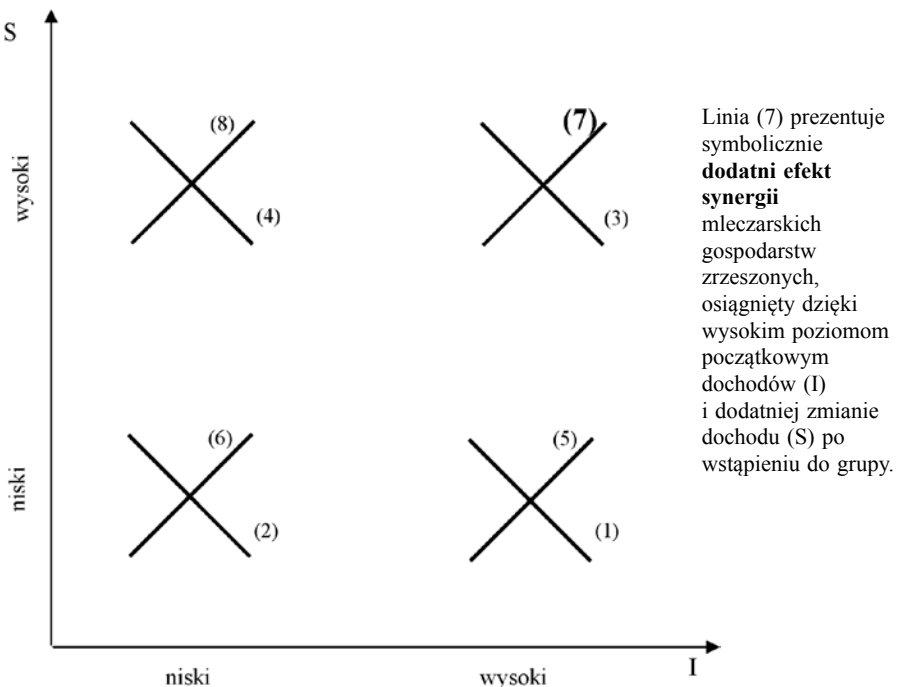 S
wysoki
niski
(8)
(4)
(7)
(3)
(6)
(2)
(5)
(1)
niski
wysoki
I
Linia (7) prezentuje
symbolicznie
dodatni efekt
synergii
mleczarskich
gospodarstw
zrzeszonych,
osiągnięty dzięki
wysokim poziomom
początkowym
dochodów (I)
i dodatniej zmianie
dochodu (S) po
wstąpieniu do grupy.